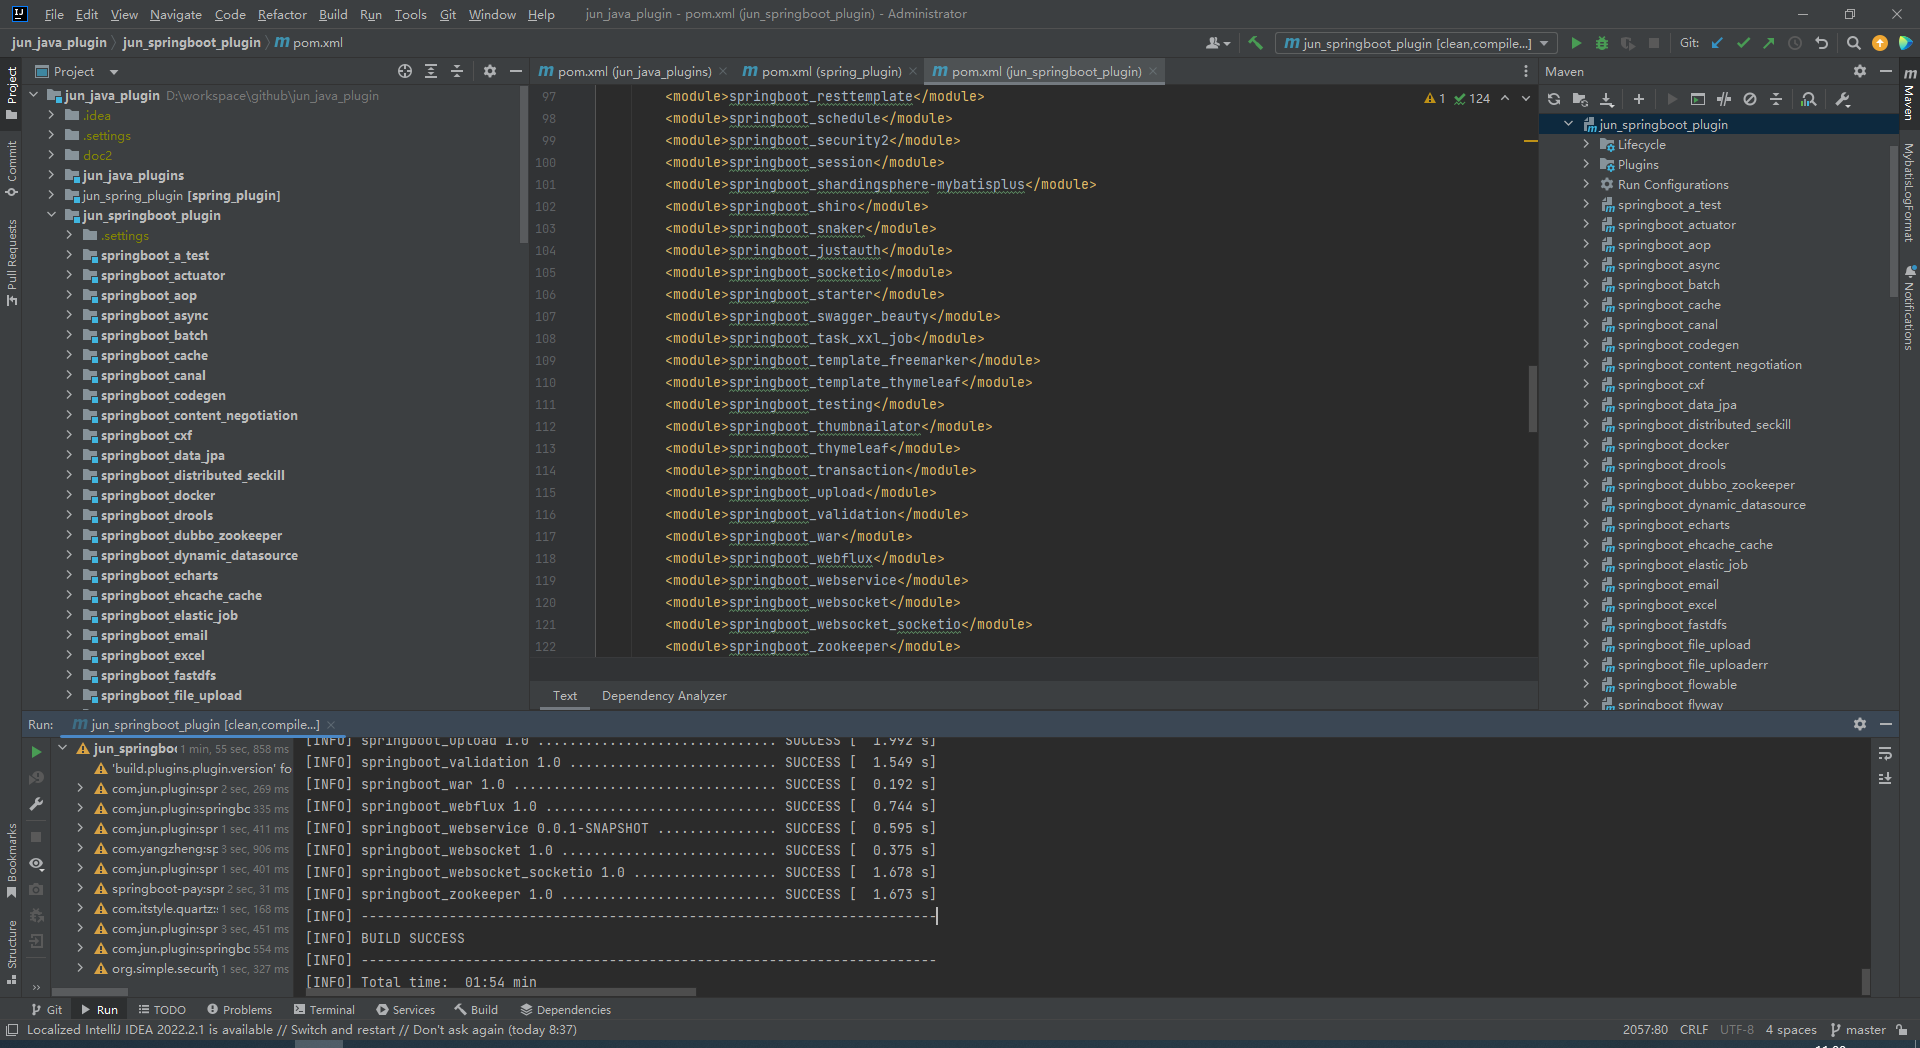 File Edit View Navigate Code Refactor Build Run Tools Git Window Help jun_java_plugin - pom.xml (jun_springboot_plugin) - Administrator
jun_java_plugin jun_springboot_plugin m pom.xml
jun_springboot_plugin [clean,compile...] Git:
Project
pom.xml (jun_java_plugins)
pom.xml (spring_plugin)
pom.xml (jun_springboot_plugin)
Maven
Project
Commit
Pull Requests
Bookmarks
Structure
jun_java_plugin D:\workspace\github\jun_java_plugin
.idea
.settings
doc2
jun_java_plugins
jun_spring_plugin [spring_plugin]
jun_springboot_plugin
.settings
springboot_a_test
springboot_actuator
springboot_aop
springboot_async
springboot_batch
springboot_cache
springboot_canal
springboot_codegen
springboot_content_negotiation
springboot_cxf
springboot_data_jpa
springboot_distributed_seckill
springboot_docker
springboot_drools
springboot_dubbo_zookeeper
springboot_dynamic_datasource
springboot_echarts
springboot_ehcache_cache
springboot_elastic_job
springboot_email
springboot_excel
springboot_fastdfs
springboot_file_upload
1 124
97 <module>springboot_resttemplate</module>
98 <module>springboot_schedule</module>
99 <module>springboot_security2</module>
100 <module>springboot_session</module>
101 <module>springboot_shardingsphere-mybatisplus</module>
102 <module>springboot_shiro</module>
103 <module>springboot_snaker</module>
104 <module>springboot_justauth</module>
105 <module>springboot_socketio</module>
106 <module>springboot_starter</module>
107 <module>springboot_swagger_beauty</module>
108 <module>springboot_task_xxl_job</module>
109 <module>springboot_template_freemarker</module>
110 <module>springboot_template_thymeleaf</module>
111 <module>springboot_testing</module>
112 <module>springboot_thumbnailator</module>
113 <module>springboot_thymeleaf</module>
114 <module>springboot_transaction</module>
115 <module>springboot_upload</module>
116 <module>springboot_validation</module>
117 <module>springboot_war</module>
118 <module>springboot_webflux</module>
119 <module>springboot_webservice</module>
120 <module>springboot_websocket</module>
121 <module>springboot_websocket_socketio</module>
122 <module>springboot_zookeeper</module>
Text Dependency Analyzer
jun_springboot_plugin
Lifecycle
Plugins
Run Configurations
springboot_a_test
springboot_actuator
springboot_aop
springboot_async
springboot_batch
springboot_cache
springboot_canal
springboot_codegen
springboot_content_negotiation
springboot_cxf
springboot_data_jpa
springboot_distributed_seckill
springboot_docker
springboot_drools
springboot_dubbo_zookeeper
springboot_dynamic_datasource
springboot_echarts
springboot_ehcache_cache
springboot_elastic_job
springboot_email
springboot_excel
springboot_fastdfs
springboot_file_upload
springboot_file_uploaderr
springboot_flowable
springboot_flyway
Maven
MybatisLogFormat
Notifications
Run: jun_springboot_plugin [clean,compile...]
jun_springboo 1 min, 55 sec, 858 ms
'build.plugins.plugin.version' fo
com.jun.plugin:spr 2 sec, 269 ms
com.jun.plugin:springbc 335 ms
com.jun.plugin:spr 1 sec, 411 ms
com.yangzheng:sp 3 sec, 906 ms
com.jun.plugin:spr 1 sec, 401 ms
springboot-pay:spr 2 sec, 31 ms
com.itstyle.quartz: 1 sec, 168 ms
com.jun.plugin:spr 3 sec, 451 ms
com.jun.plugin:springbc 554 ms
org.simple.security 1 sec, 327 ms
[INFO] springboot_upload 1.0 .............................. SUCCESS [  1.992 s]
[INFO] springboot_validation 1.0 .......................... SUCCESS [  1.549 s]
[INFO] springboot_war 1.0 ................................. SUCCESS [  0.192 s]
[INFO] springboot_webflux 1.0 ............................. SUCCESS [  0.744 s]
[INFO] springboot_webservice 0.0.1-SNAPSHOT ............... SUCCESS [  0.595 s]
[INFO] springboot_websocket 1.0 ........................... SUCCESS [  0.375 s]
[INFO] springboot_websocket_socketio 1.0 .................. SUCCESS [  1.678 s]
[INFO] springboot_zookeeper 1.0 ........................... SUCCESS [  1.673 s]
[INFO] ------------------------------------------------------------------------
[INFO] BUILD SUCCESS
[INFO] ------------------------------------------------------------------------
[INFO] Total time:  01:54 min
Git Run TODO Problems Terminal Services Build Dependencies
Localized IntelliJ IDEA 2022.2.1 is available // Switch and restart // Don't ask again (today 8:37) 2057:80 CRLF UTF-8 4 spaces master